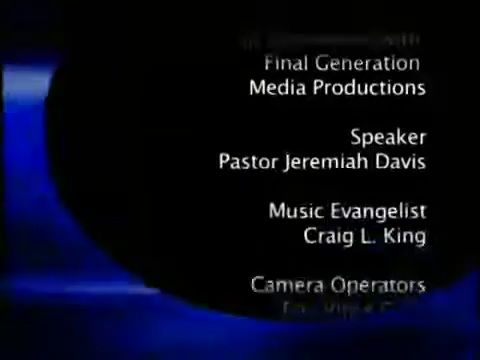 Final Generation
Media Productions
Speaker
Pastor Jeremiah Davis
Music Evangelist
Craig L. King
Camera Operators